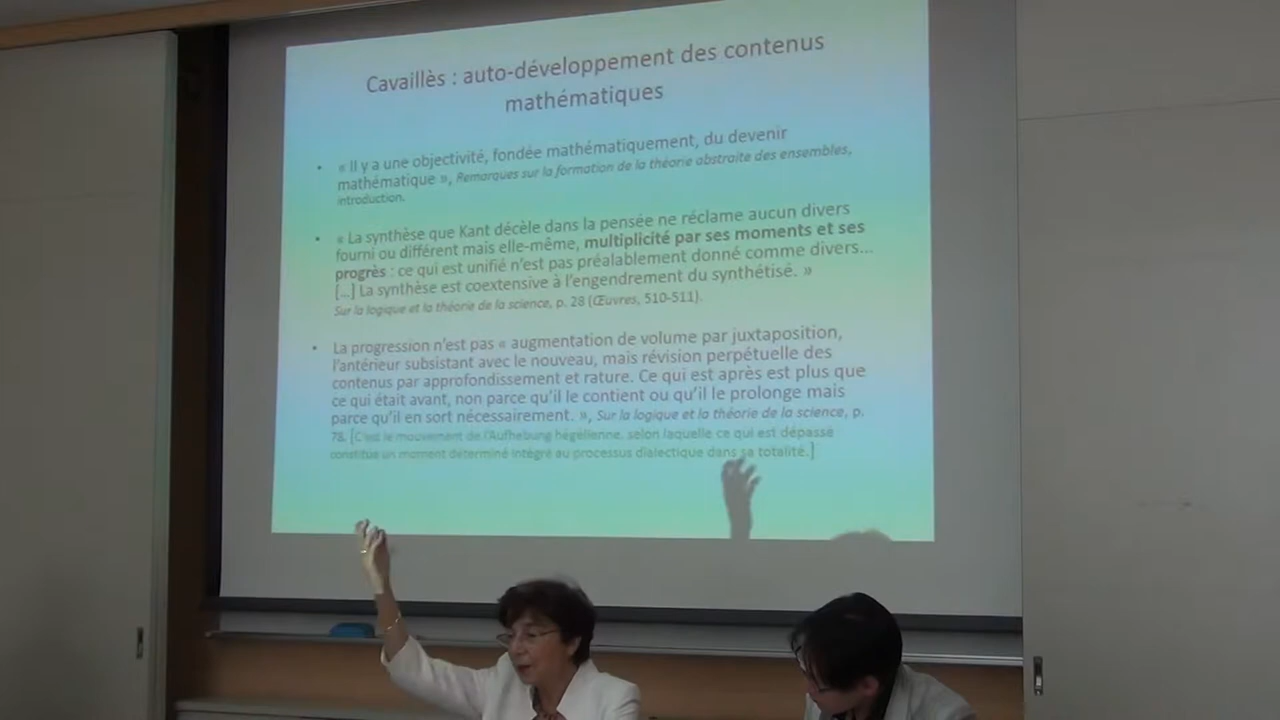 Cavaillès : auto-développement des contenus
mathématiques
• « Il y a une objectivité, fondée mathématiquement, du devenir
mathématique », Remarques sur la formation de la théorie abstraite des ensembles,
introduction.
• « La synthèse que Kant décèle dans la pensée ne réclame aucun divers
fourni ou différent mais elle-même, multiplicité par ses moments et ses
progrès : ce qui est unifié n’est pas préalablement donné comme divers...
[...] La synthèse est coextensive à l’engendrement du synthétisé. »
Sur la logique et la théorie de la science, p. 28 (Œuvres, 510-511).
• La progression n’est pas « augmentation de volume par juxtaposition,
l’antérieur subsistant avec le nouveau, mais révision perpétuelle des
contenus par approfondissement et rature. Ce qui est après est plus que
ce qui était avant, non parce qu’il le contient ou qu’il le prolonge mais
parce qu’il en sort nécessairement. », Sur la logique et la théorie de la science, p.
78. [C’est le mouvement de l’Aufhebung hégélienne, selon laquelle ce qui est dépassé
constitue un moment déterminé intégré au processus dialectique dans sa totalité.]